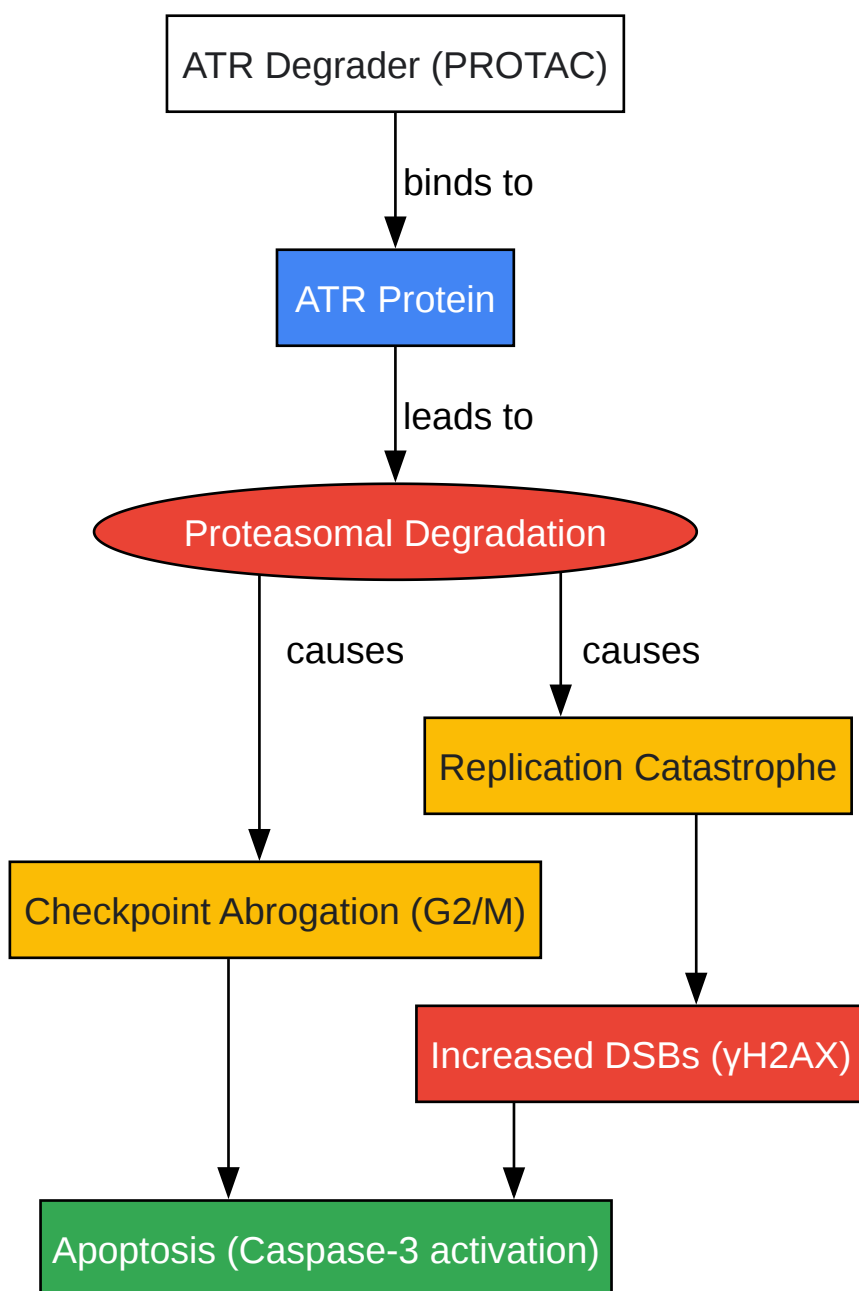 ATR Degrader (PROTAC)
binds to
ATR Protein
leads to
Proteasomal Degradation
causes
causes
Replication Catastrophe
Checkpoint Abrogation (G2/M)
Increased DSBs (γH2AX)
Apoptosis (Caspase-3 activation)